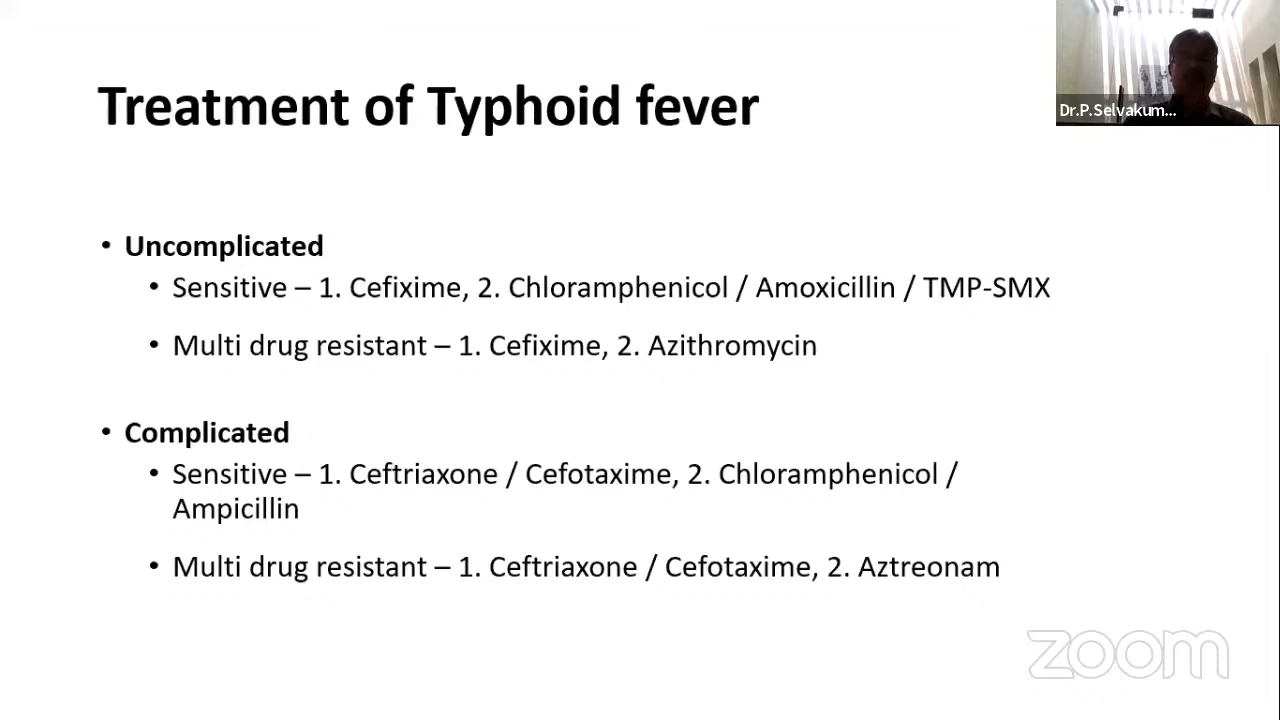 Treatment of Typhoid fever
Dr.P.Selvakum...
• Uncomplicated
• Sensitive – 1. Cefixime, 2. Chloramphenicol / Amoxicillin / TMP-SMX
• Multi drug resistant – 1. Cefixime, 2. Azithromycin
• Complicated
• Sensitive – 1. Ceftriaxone / Cefotaxime, 2. Chloramphenicol /
Ampicillin
• Multi drug resistant – 1. Ceftriaxone / Cefotaxime, 2. Aztreonam
zoom